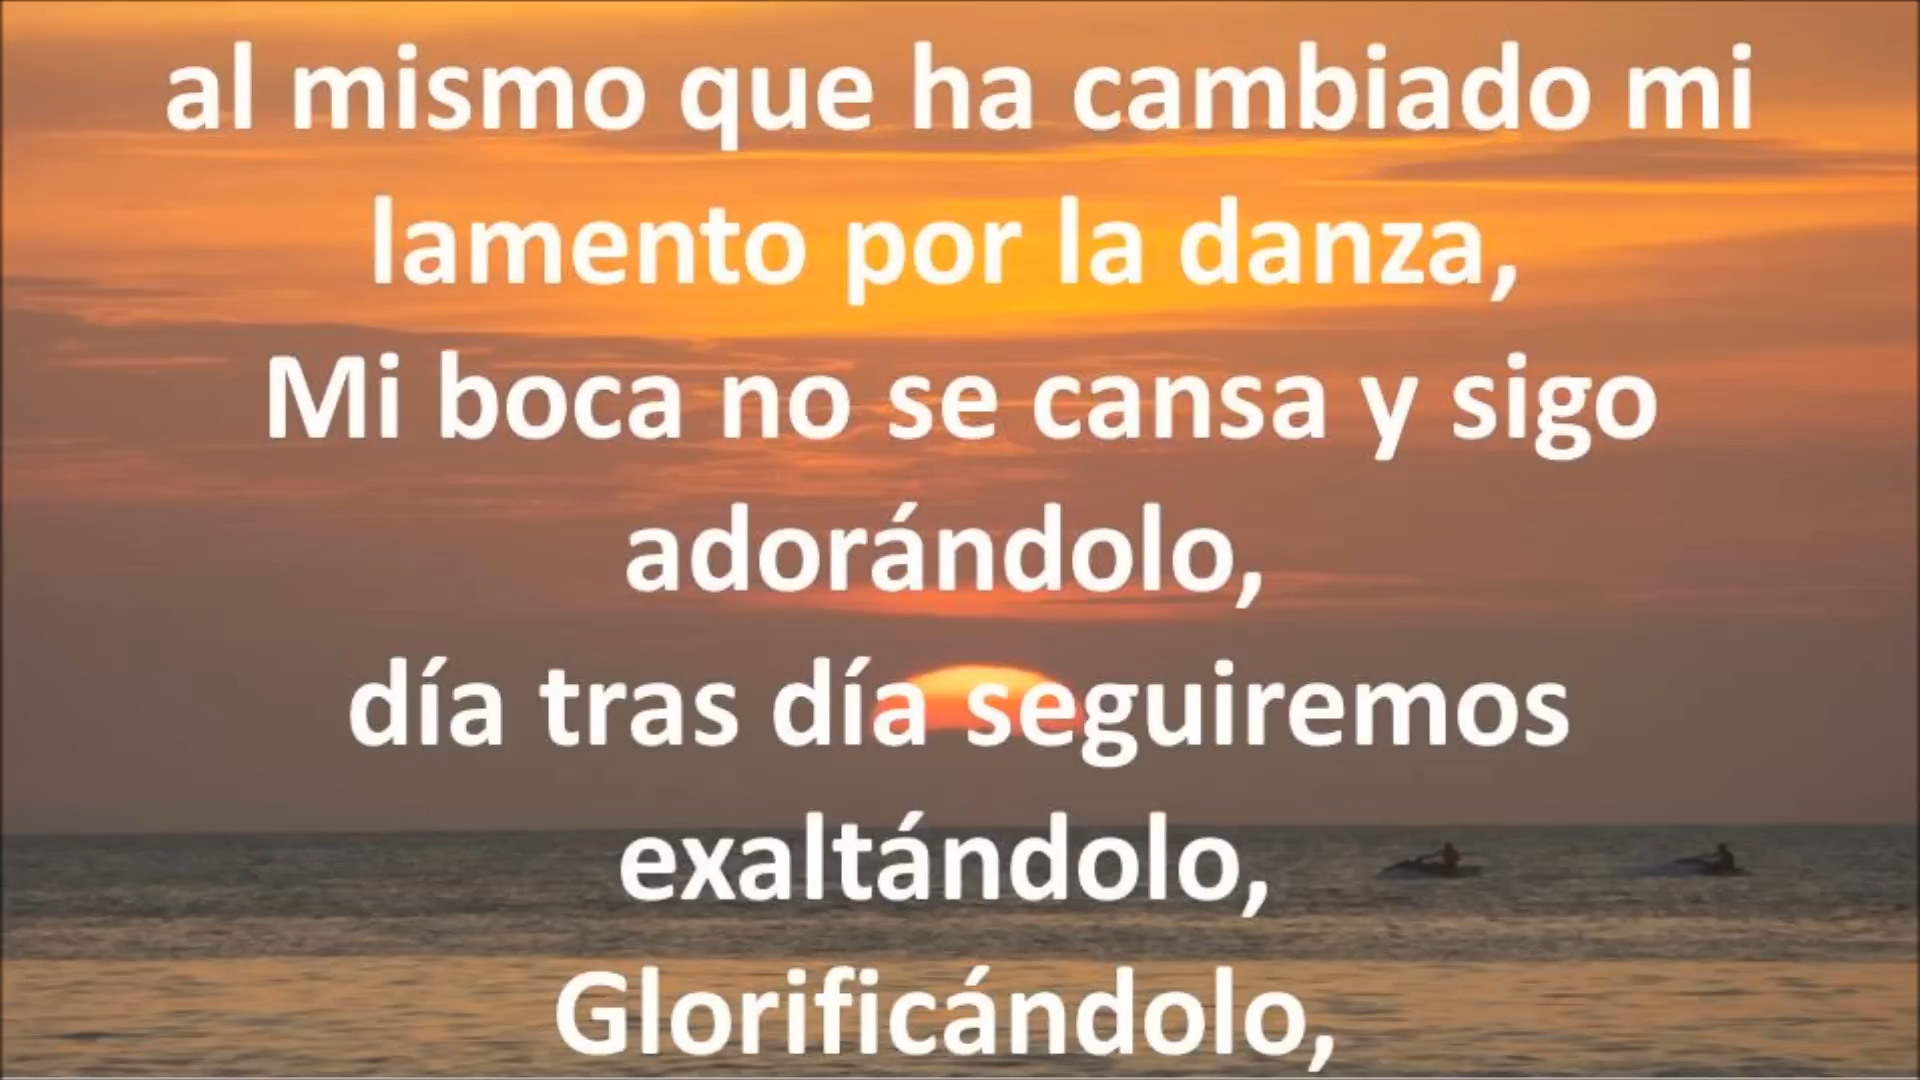 al mismo que ha cambiado mi
lamento por la danza,
Mi boca no se cansa y sigo
adorándolo,
día tras día seguiremos
exaltándolo,
Glorificándolo,